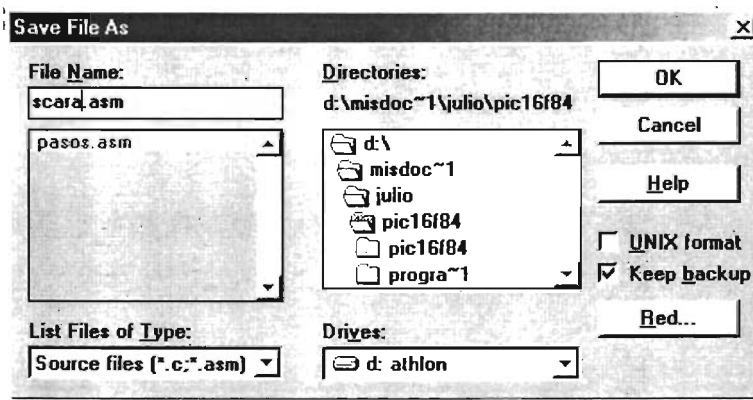 Save File As
File Name:
scara.asm
pasos.asm
List Files of Type:
Source files (*.c;*.asm)
Directories:
d:\misdoc~1\julio\pic16f84
d:\
misdoc~1
julio
pic16f84
pic16f84
progra~1
Drives:
d: athlon
OK
Cancel
Help
UNIX format
Keep backup
Red...